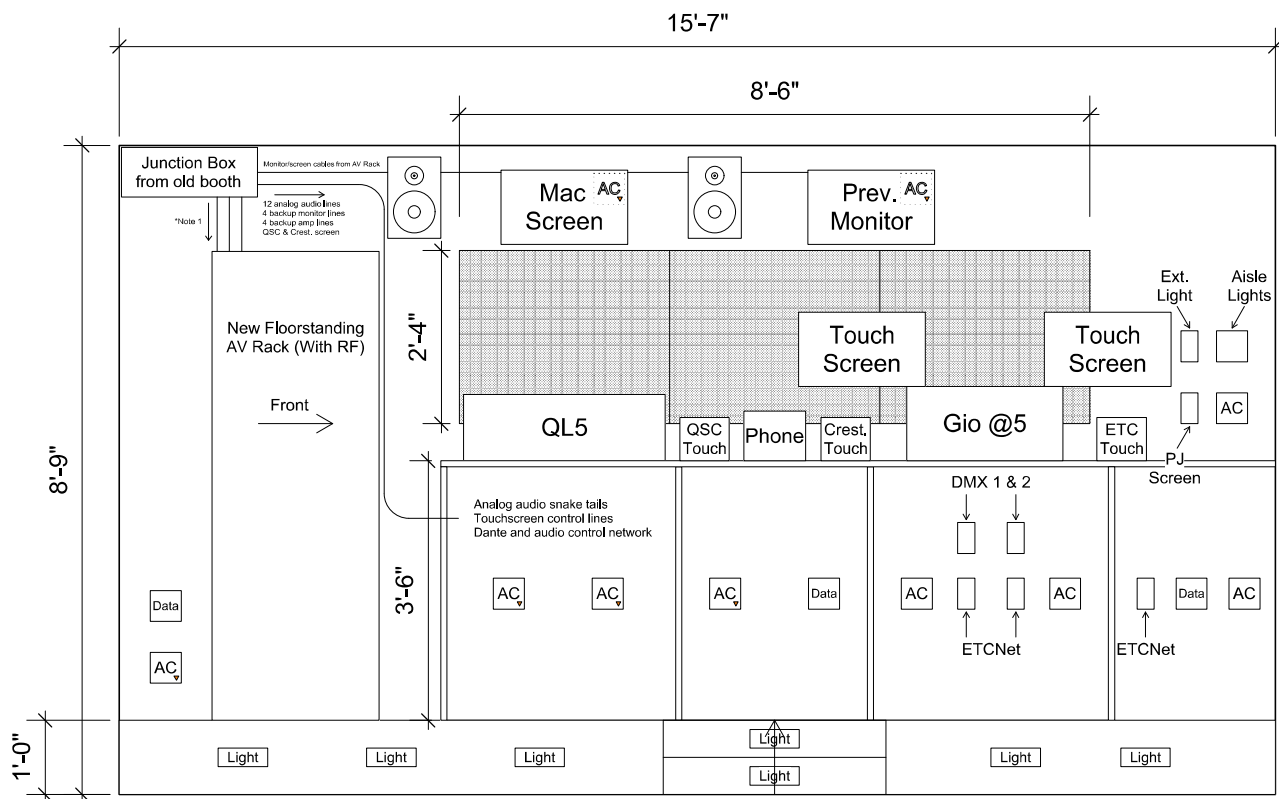 15'-7"
8'-6"
Junction Box
from old booth
Monitor/screen cables from AV Rack
12 analog audio lines
4 backup monitor lines
4 backup amp lines
QSC & Crest. screen
*Note 1
Mac
Screen
AC
Prev.
Monitor
AC
New Floorstanding
AV Rack (With RF)
Front
2'-4"
8'-9"
Touch
Screen
Touch
Screen
Ext.
Light
Aisle
Lights
AC
PJ
Screen
QL5
QSC
Touch
Phone
Crest.
Touch
Gio @5
ETC
Touch
Analog audio snake tails
Touchscreen control lines
Dante and audio control network
3'-6"
DMX 1 & 2
Data
AC
AC
AC
AC
Data
AC
AC
ETCNet
Data
AC
ETCNet
1'-0"
Light
Light
Light
Light
Light
Light
Light